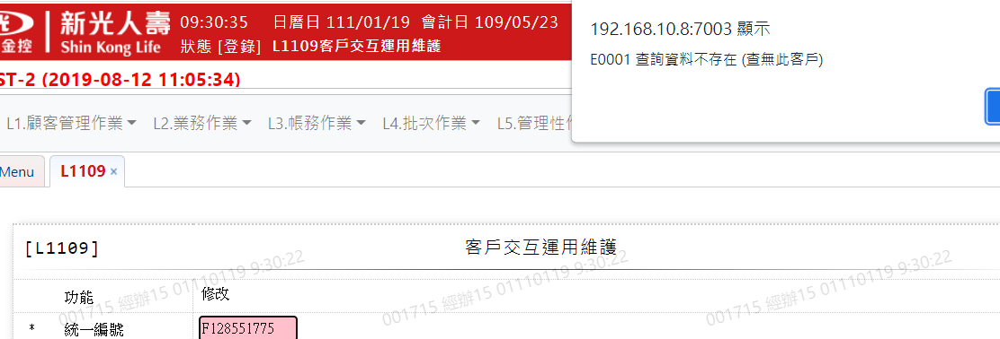 光 新光人壽 09:30:35 日曆日 111/01/19 會計日 109/05/23
金控 Shin Kong Life 狀態 [登錄] L1109客戶交互運用維護
192.168.10.8:7003 顯示
E0001 查詢資料不存在 (查無此客戶)
ST-2 (2019-08-12 11:05:34)
L1.顧客管理作業 L2.業務作業 L3.帳務作業 L4.批次作業 L5.管理性
Menu L1109 ×
[L1109] 客戶交互運用維護
功能 修改
* 統一編號 F128551775
001715 經辦15 01110119 9:30:22
001715 經辦15 01110119 9:30:22
001715 經辦15 01110119 9:30:22